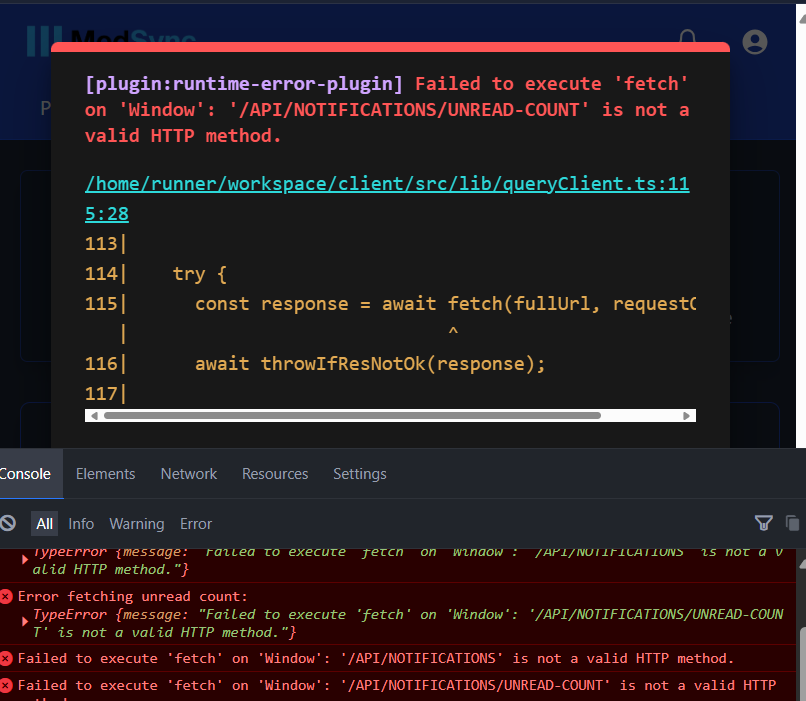 MedSync
P
[plugin:runtime-error-plugin] Failed to execute 'fetch'
on 'Window': '/API/NOTIFICATIONS/UNREAD-COUNT' is not a
valid HTTP method.
/home/runner/workspace/client/src/lib/queryClient.ts:11
5:28
113|
114|    try {
115|      const response = await fetch(fullUrl, requestO
|                             ^
116|      await throwIfResNotOk(response);
117|
Console Elements Network Resources Settings
All Info Warning Error
TypeError {message: "Failed to execute 'fetch' on 'Window': '/API/NOTIFICATIONS' is not a v
alid HTTP method."}
Error fetching unread count:
TypeError {message: "Failed to execute 'fetch' on 'Window': '/API/NOTIFICATIONS/UNREAD-COUN
T' is not a valid HTTP method."}
Failed to execute 'fetch' on 'Window': '/API/NOTIFICATIONS' is not a valid HTTP method.
Failed to execute 'fetch' on 'Window': '/API/NOTIFICATIONS/UNREAD-COUNT' is not a valid HTTP